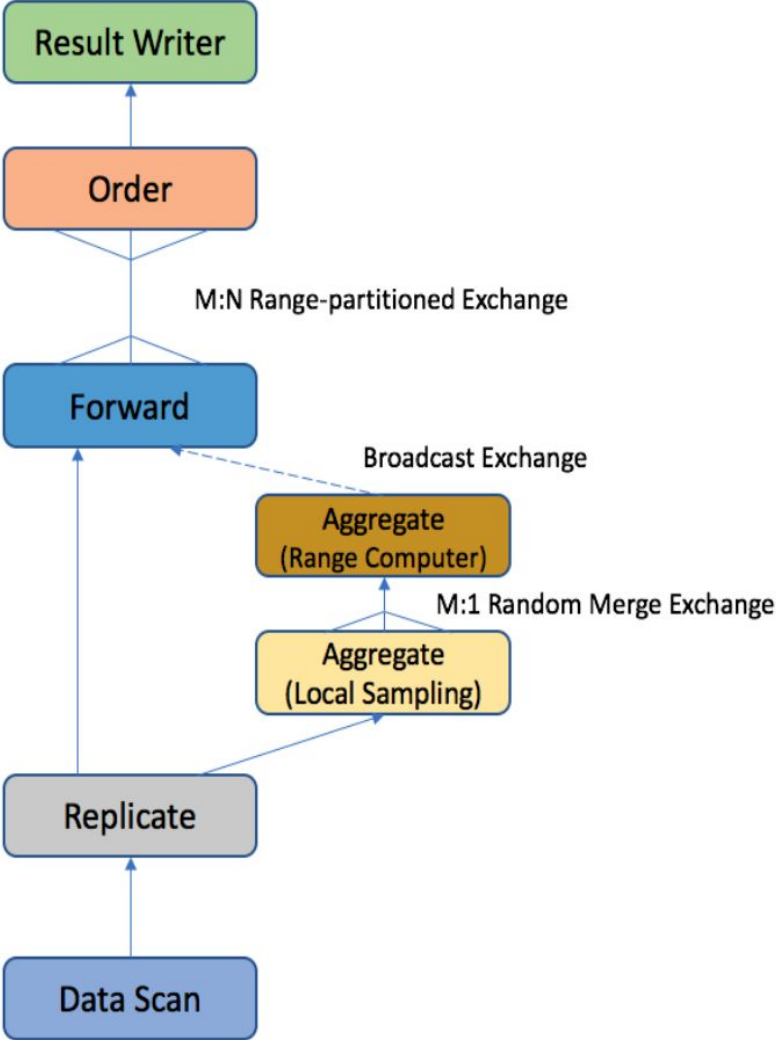 Result Writer
Order
M:N Range-partitioned Exchange
Forward
Broadcast Exchange
Aggregate
(Range Computer)
M:1 Random Merge Exchange
Aggregate
(Local Sampling)
Replicate
Data Scan